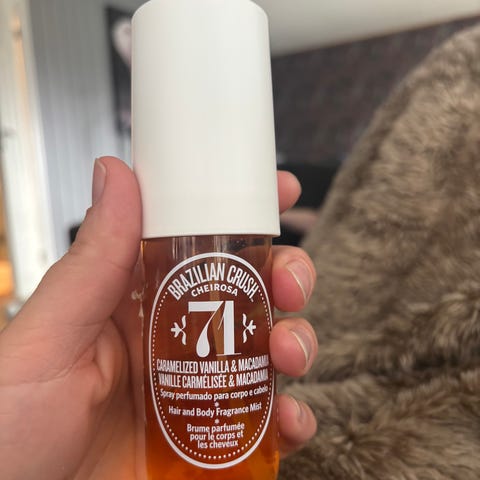 BRAZILIAN CRUSH
CHEIROSA
71
CARAMELIZED VANILLA & MACADAMIA
VANILLE CARMÉLISÉE & MACADAMIA
Spray perfumado para corpo e cabelo
Hair and Body Fragrance Mist
Brume parfumée
pour le corps et
les cheveux